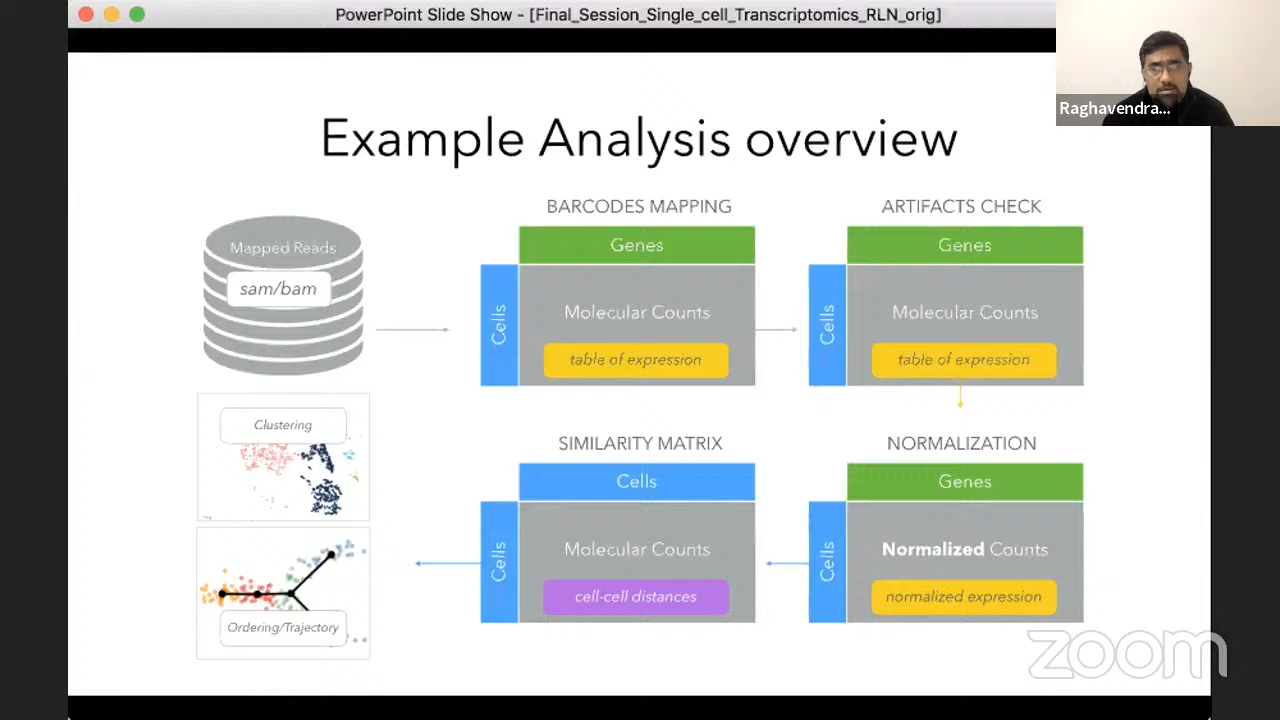 PowerPoint Slide Show - [Final_Session_Single_cell_Transcriptomics_RLN_orig]
Raghavendra...
Example Analysis overview
Mapped Reads
sam/bam
BARCODES MAPPING
Genes
Cells
Molecular Counts
table of expression
ARTIFACTS CHECK
Genes
Cells
Molecular Counts
table of expression
Clustering
Ordering/Trajectory
SIMILARITY MATRIX
Cells
Cells
Molecular Counts
cell-cell distances
NORMALIZATION
Genes
Cells
Normalized Counts
normalized expression
zoom